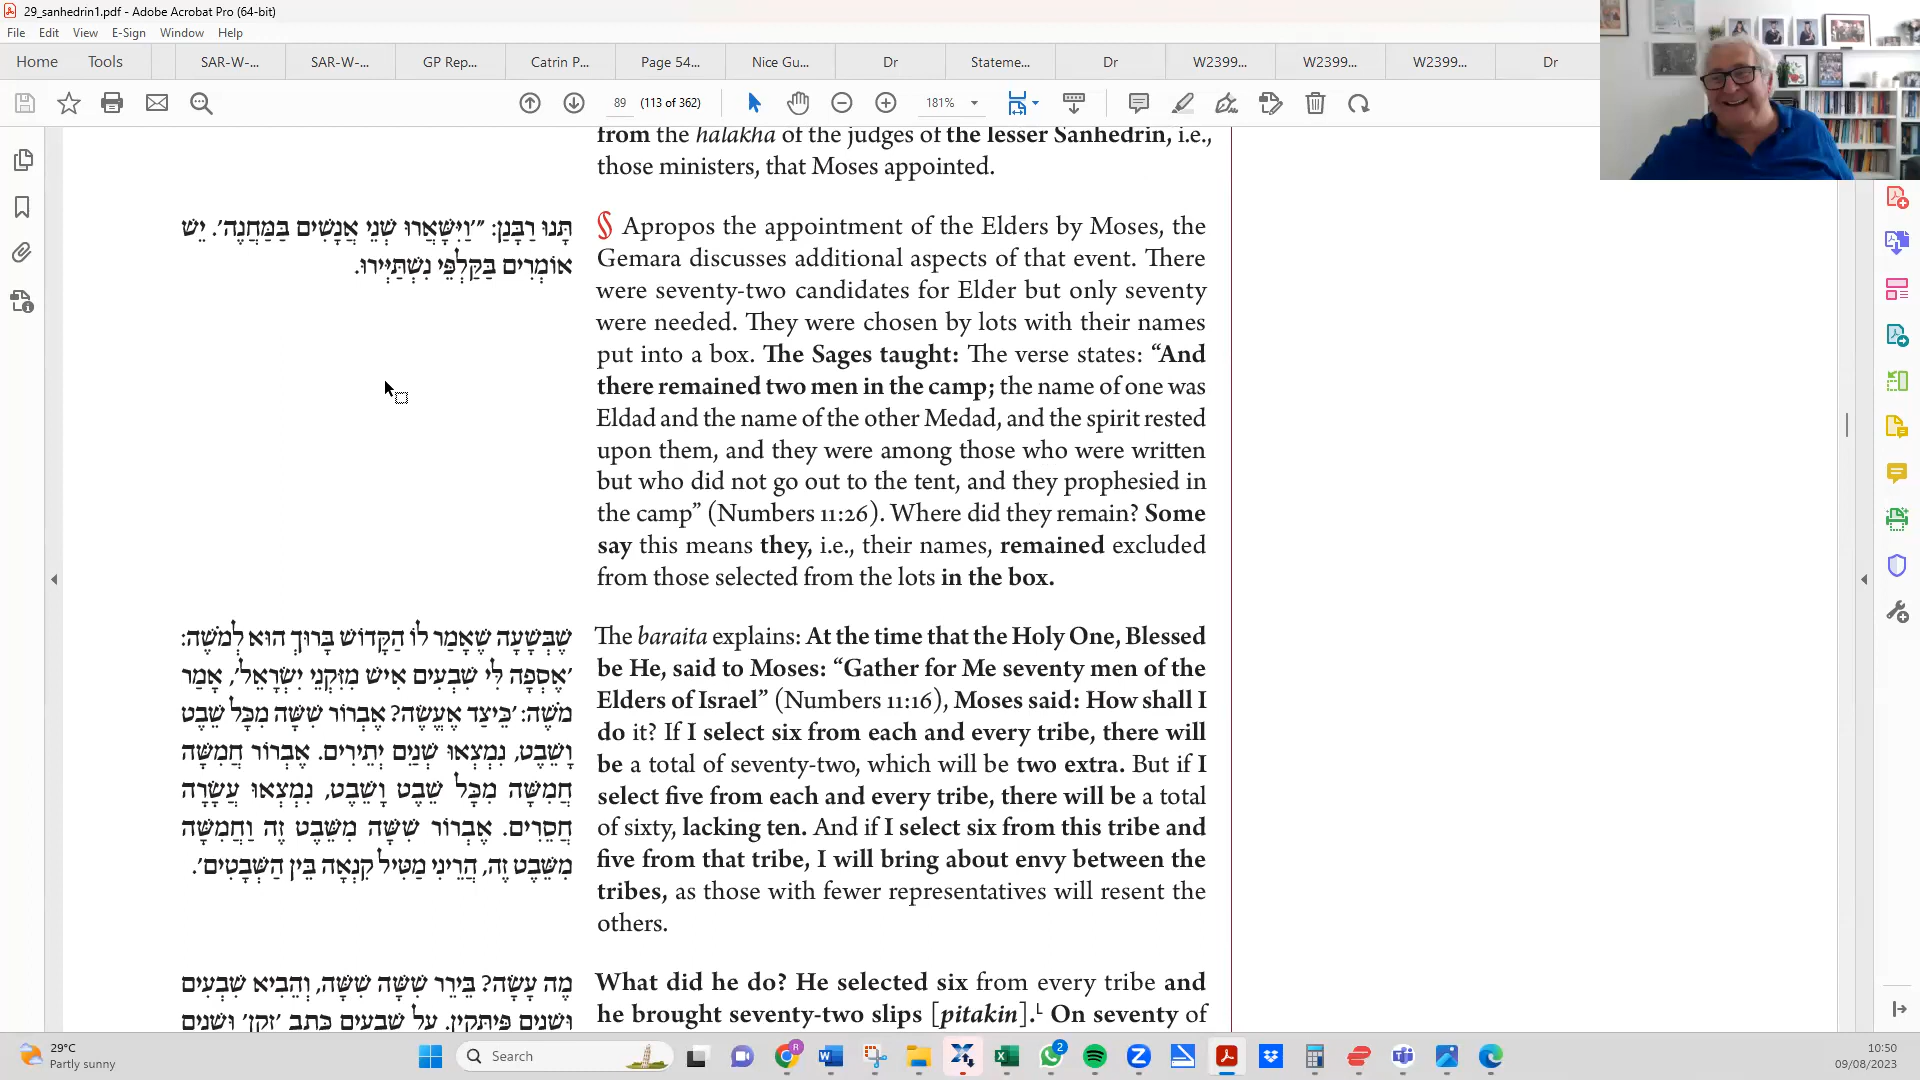 29_sanhedrin1.pdf - Adobe Acrobat Pro (64-bit)
File Edit View E-Sign Window Help
Home Tools SAR-W-... SAR-W-... GP Rep... Catrin P... Page 54... Nice Gu... Dr Stateme... Dr W2399... W2399... W2399... Dr
89 (113 of 362) 181%
from the halakha of the judges of the lesser Sanhedrin, i.e.,
those ministers, that Moses appointed.
תָּנוּ רַבָּנַן: ״׳וַיִּשָּׁאֲרוּ שְׁנֵי אֲנָשִׁים בַּמַּחֲנֶה׳. יֵשׁ
אוֹמְרִים בַּקַּלְפֵּי נִשְׁתַּיְּירוּ.
§ Apropos the appointment of the Elders by Moses, the
Gemara discusses additional aspects of that event. There
were seventy-two candidates for Elder but only seventy
were needed. They were chosen by lots with their names
put into a box. The Sages taught: The verse states: “And
there remained two men in the camp; the name of one was
Eldad and the name of the other Medad, and the spirit rested
upon them, and they were among those who were written
but who did not go out to the tent, and they prophesied in
the camp” (Numbers 11:26). Where did they remain? Some
say this means they, i.e., their names, remained excluded
from those selected from the lots in the box.
שֶׁבְּשָׁעָה שֶׁאָמַר לוֹ הַקָּדוֹשׁ בָּרוּךְ הוּא לְמֹשֶׁה:
׳אֶסְפָה לִּי שִׁבְעִים אִישׁ מִזִּקְנֵי יִשְׂרָאֵל׳, אָמַר
מֹשֶׁה: ׳כֵּיצַד אֶעֱשֶׂה? אֶבְרוֹר שִׁשָּׁה מִכָּל שֵׁבֶט
וָשֵׁבֶט, נִמְצְאוּ שְׁנַיִם יְתֵירִים. אֶבְרוֹר חֲמִשָּׁה
חֲמִשָּׁה מִכָּל שֵׁבֶט וָשֵׁבֶט, נִמְצְאוּ עֲשָׂרָה
חֲסֵרִים. אֶבְרוֹר שִׁשָּׁה מִשֵּׁבֶט זֶה וַחֲמִשָּׁה
מִשֵּׁבֶט זֶה, הֲרֵינִי מַטִּיל קִנְאָה בֵּין הַשְּׁבָטִים׳.
The baraita explains: At the time that the Holy One, Blessed
be He, said to Moses: “Gather for Me seventy men of the
Elders of Israel” (Numbers 11:16), Moses said: How shall I
do it? If I select six from each and every tribe, there will
be a total of seventy-two, which will be two extra. But if I
select five from each and every tribe, there will be a total
of sixty, lacking ten. And if I select six from this tribe and
five from that tribe, I will bring about envy between the
tribes, as those with fewer representatives will resent the
others.
מֶה עָשָׂה? בֵּירֵר שִׁשָּׁה שִׁשָּׁה, וְהֵבִיא שִׁבְעִים
וּשְׁנַיִם פִּיתְקִין. עַל שִׁבְעִים כָּתַב ׳זָקֵן׳ וּשְׁנַיִם
What did he do? He selected six from every tribe and
he brought seventy-two slips [pitakin].L On seventy of
29°C
Partly sunny
Search
2
10:50
09/08/2023